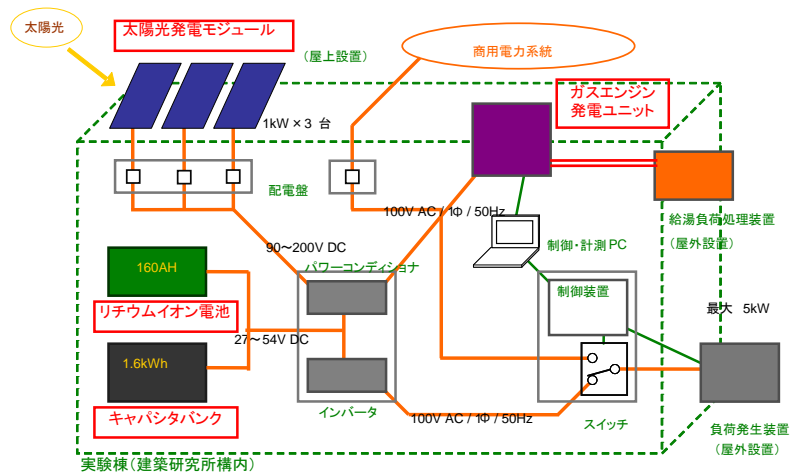 太陽光
太陽光発電モジュール
(屋上設置)
商用電力系統
ガスエンジン
発電ユニット
1kW × 3 台
配電盤
100V AC / 1Φ / 50Hz
給湯負荷処理装置
(屋外設置)
90～200V DC
制御・計測 PC
パワーコンディショナ
160AH
リチウムイオン電池
制御装置
最大 5kW
27～54V DC
1.6kWh
キャパシタバンク
インバータ
100V AC / 1Φ / 50Hz
スイッチ
負荷発生装置
(屋外設置)
実験棟(建築研究所構内)